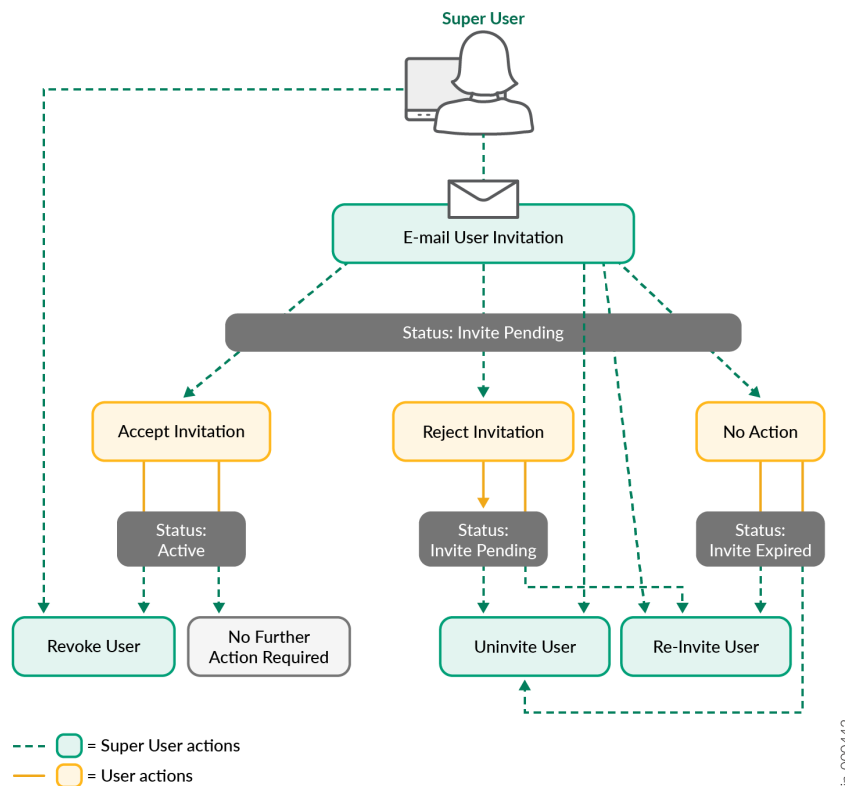 Super User
E-mail User Invitation
Status: Invite Pending
Accept Invitation
Reject Invitation
No Action
Status:
Active
Status:
Invite Pending
Status:
Invite Expired
Revoke User
No Further
Action Required
Uninvite User
Re-Invite User
= Super User actions
= User actions